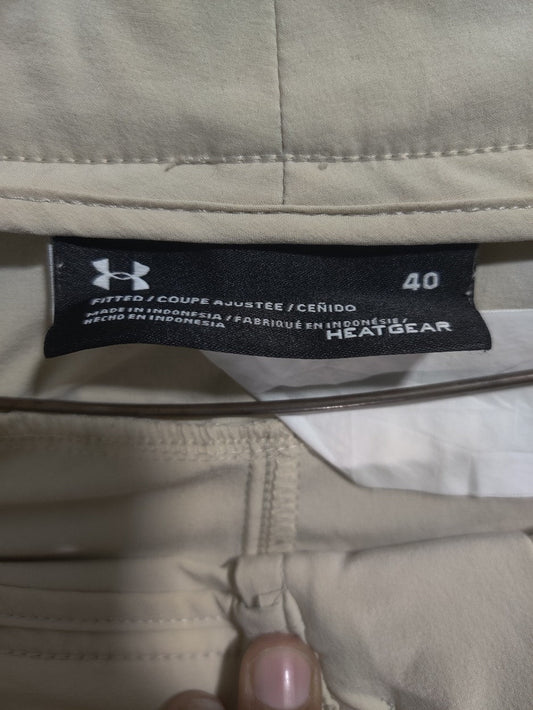 40
FITTED / COUPE AJUSTÉE / CEÑIDO
MADE IN INDONESIA / FABRIQUÉ EN INDONÉSIE /
HECHO EN INDONESIA
HEATGEAR